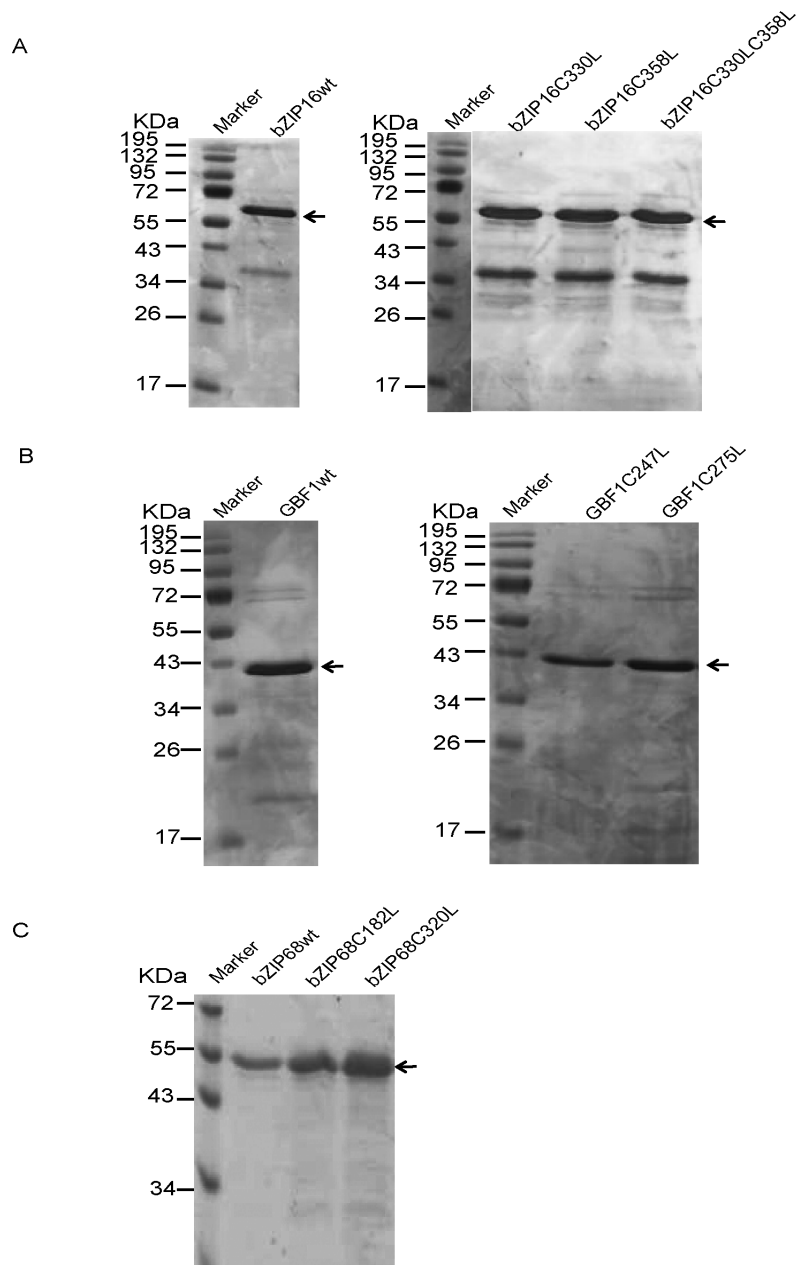 A
KDa
Marker
bZIP16wt
195
132
95
72
55
43
34
26
17
KDa
Marker
bZIP16C330L
bZIP16C358L
bZIP16C330LC358L
195
132
95
72
55
43
34
26
17
B
KDa
Marker
GBF1wt
195
132
95
72
55
43
34
26
17
KDa
Marker
GBF1C247L
GBF1C275L
195
132
95
72
55
43
34
26
17
C
KDa
Marker
bZIP68wt
bZIP68C182L
bZIP68C320L
72
55
43
34